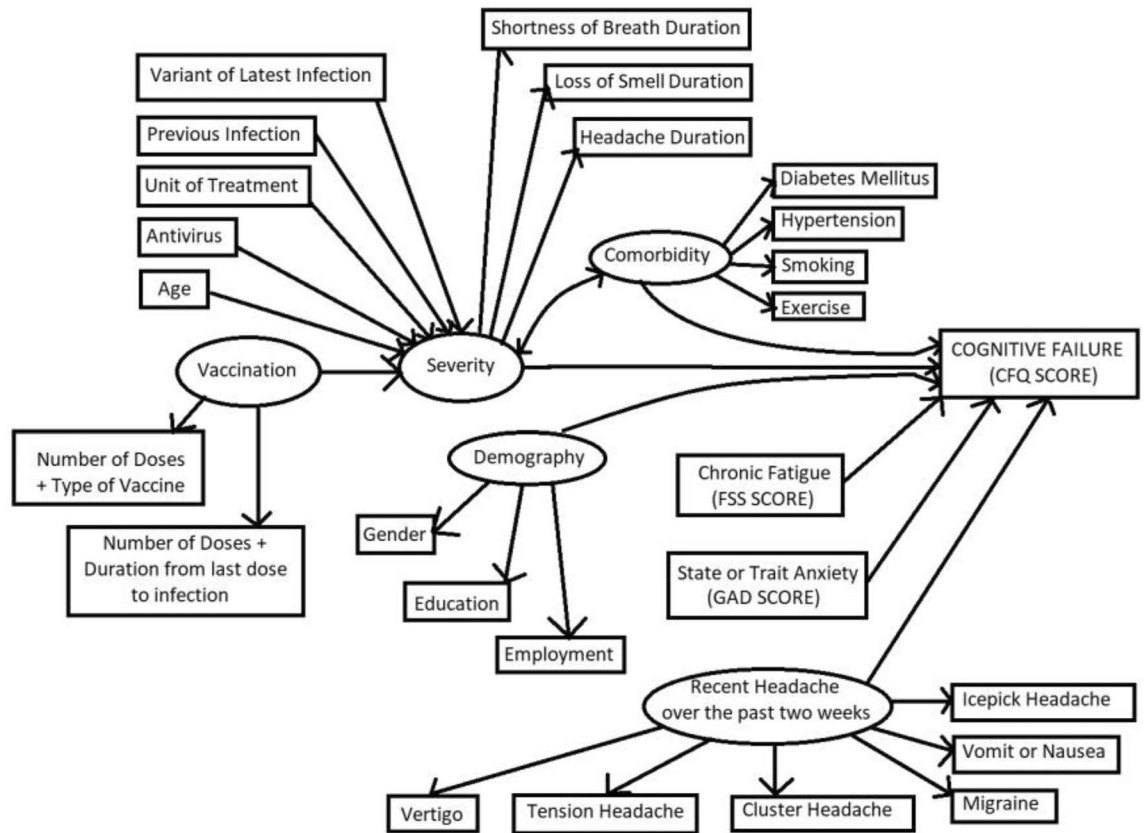 Shortness of Breath Duration
Variant of Latest Infection
Loss of Smell Duration
Previous Infection
Headache Duration
Unit of Treatment
Diabetes Mellitus
Antivirus
Hypertension
Comorbidity
Smoking
Age
Exercise
Vaccination
Severity
COGNITIVE FAILURE
(CFQ SCORE)
Number of Doses
+ Type of Vaccine
Demography
Chronic Fatigue
(FSS SCORE)
Gender
Number of Doses +
Duration from last dose
to infection
Education
State or Trait Anxiety
(GAD SCORE)
Employment
Recent Headache
over the past two weeks
Icepick Headache
Vomit or Nausea
Migraine
Vertigo
Tension Headache
Cluster Headache